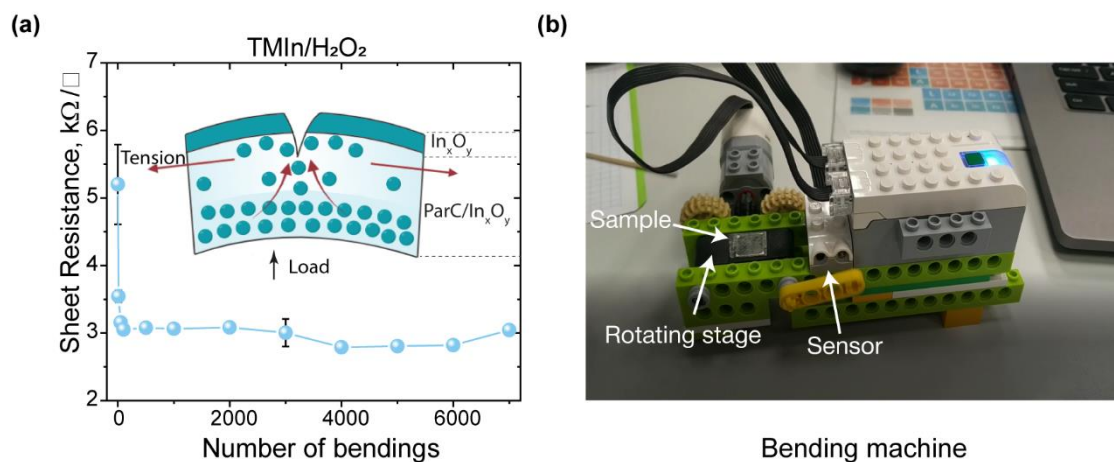 (a)
TMIn/H₂O₂
7
6
5
4
3
2
Sheet Resistance, kΩ/□
0
2000
4000
6000
Number of bendings
Tension
InₓOᵧ
ParC/InₓOᵧ
Load
(b)
Sample
Rotating stage
Sensor
Bending machine